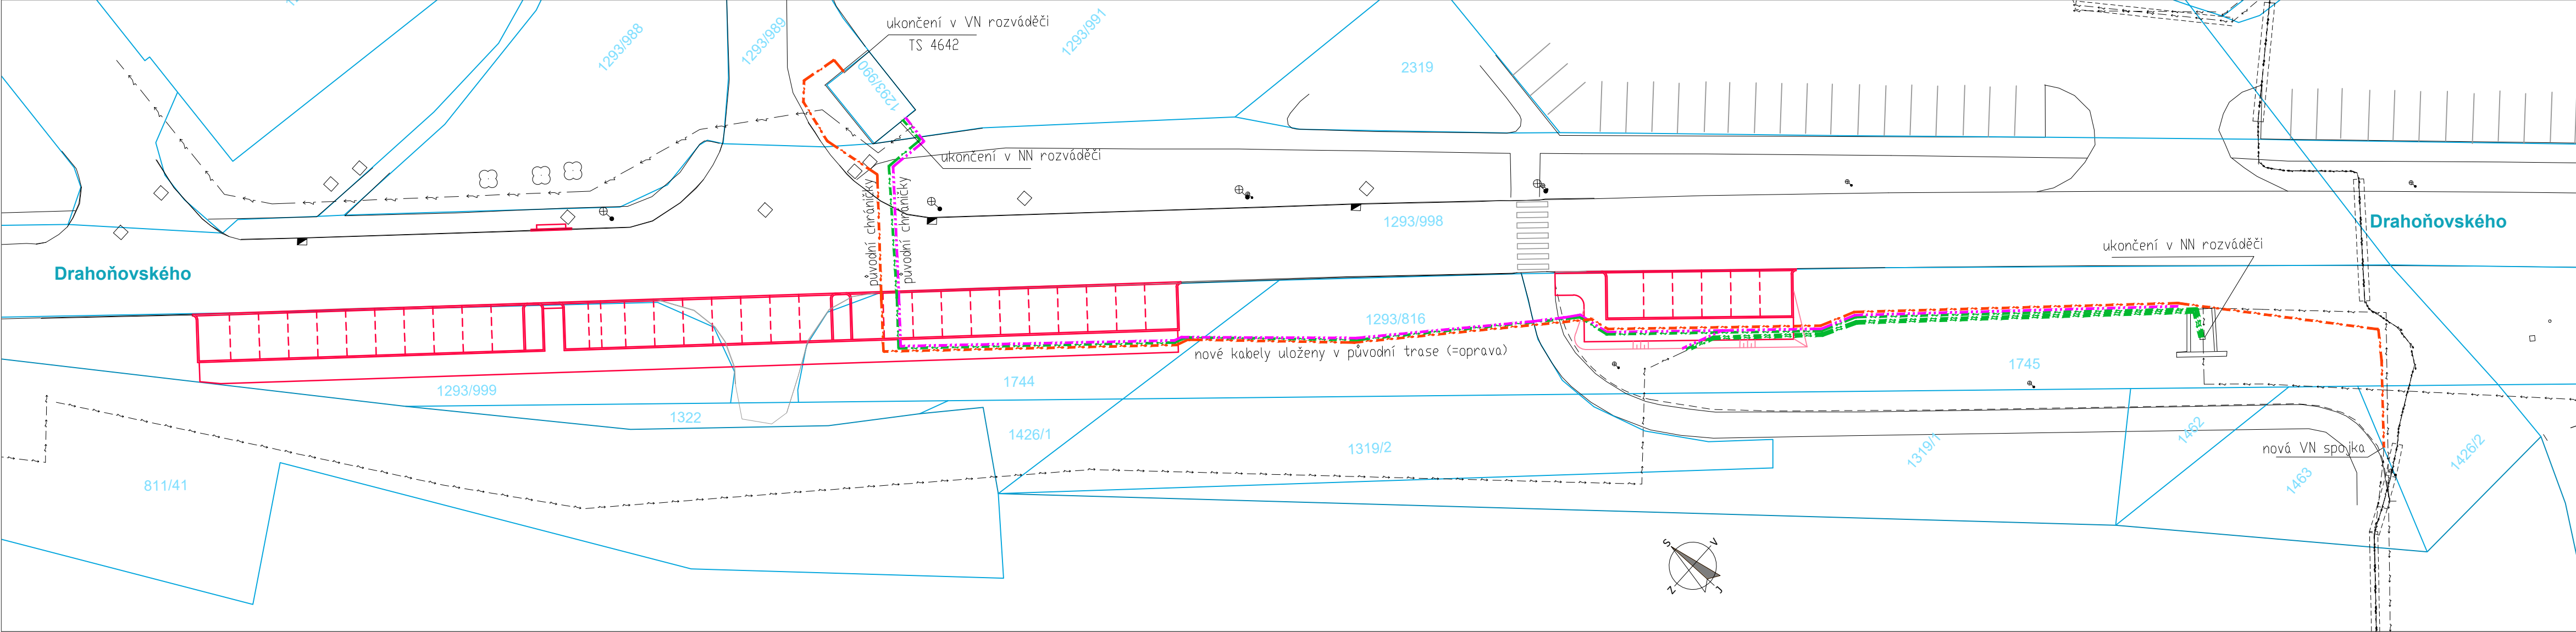 ukončení v VN rozváděči
TS 4642
1293/988
1293/989
1293/990
1293/991
2319
ukončení v NN rozváděči
původní chráničky
původní chráničky
1293/998
Drahoňovského
Drahoňovského
ukončení v NN rozváděči
1293/816
nové kabely uloženy v původní trase (=oprava)
1745
1744
1293/999
1322
1426/1
1319/2
1319/1
1462
nová VN spojka
1463
1426/2
811/41
S
V
Z
J